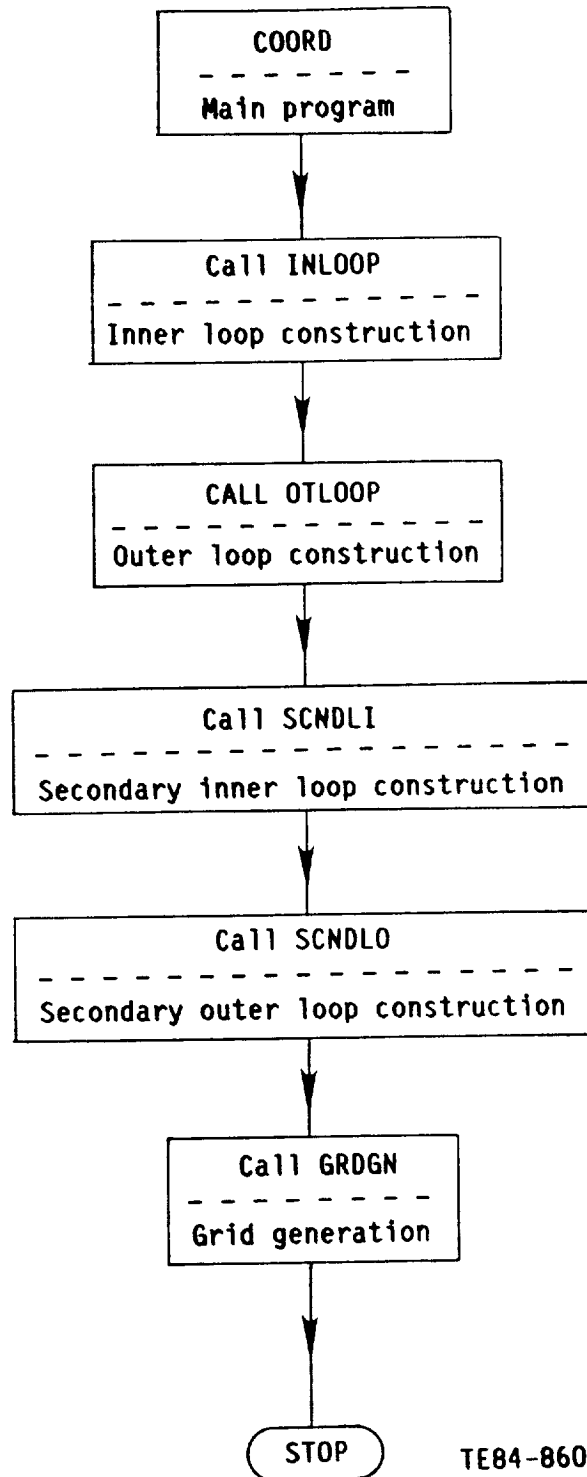 COORD
Main program
Call INLOOP
Inner loop construction
CALL OTLOOP
Outer loop construction
Call SCNDLI
Secondary inner loop construction
Call SCNDLO
Secondary outer loop construction
Call GRDGN
Grid generation
STOP
TE84-860